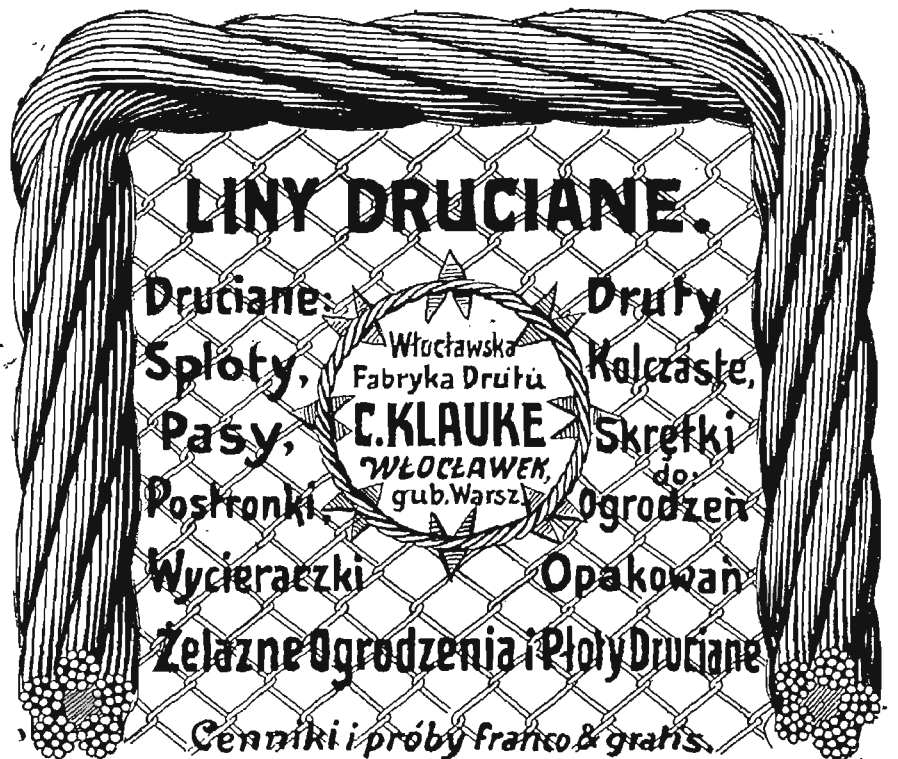 LINY DRUCIANE.
Druciane:
Sploty,
Pasy,
Postronki,
Wycieraczki
Włocławska
Fabryka Drutu
C. KLAUKE
WŁOCŁAWEK,
gub. Warsz.
Druty
Kolczaste,
Skrętki
do:
Ogrodzeń
Opakowań
Żelazne Ogrodzenia i Płoty Druciane
Cenniki i próby franco & gratis.